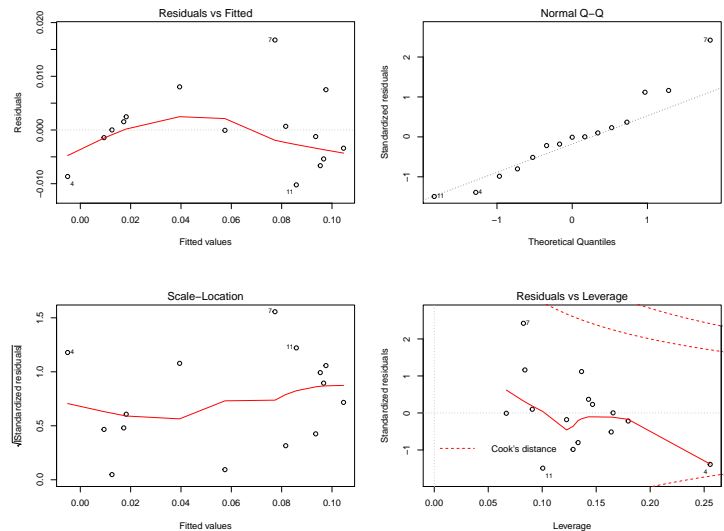 Residuals vs Fitted
Residuals
−0.010
0.000
0.010
0.020
7
4
11
0.00 0.02 0.04 0.06 0.08 0.10
Fitted values
Normal Q−Q
Standardized residuals
−1 0 1 2
7
11
4
−1 0 1
Theoretical Quantiles
Scale−Location
√|Standardized residuals|
0.0 0.5 1.0 1.5
7
4
11
0.00 0.02 0.04 0.06 0.08 0.10
Fitted values
Residuals vs Leverage
Standardized residuals
−1 0 1 2
7
Cook's distance
11
4
0.00 0.05 0.10 0.15 0.20 0.25
Leverage